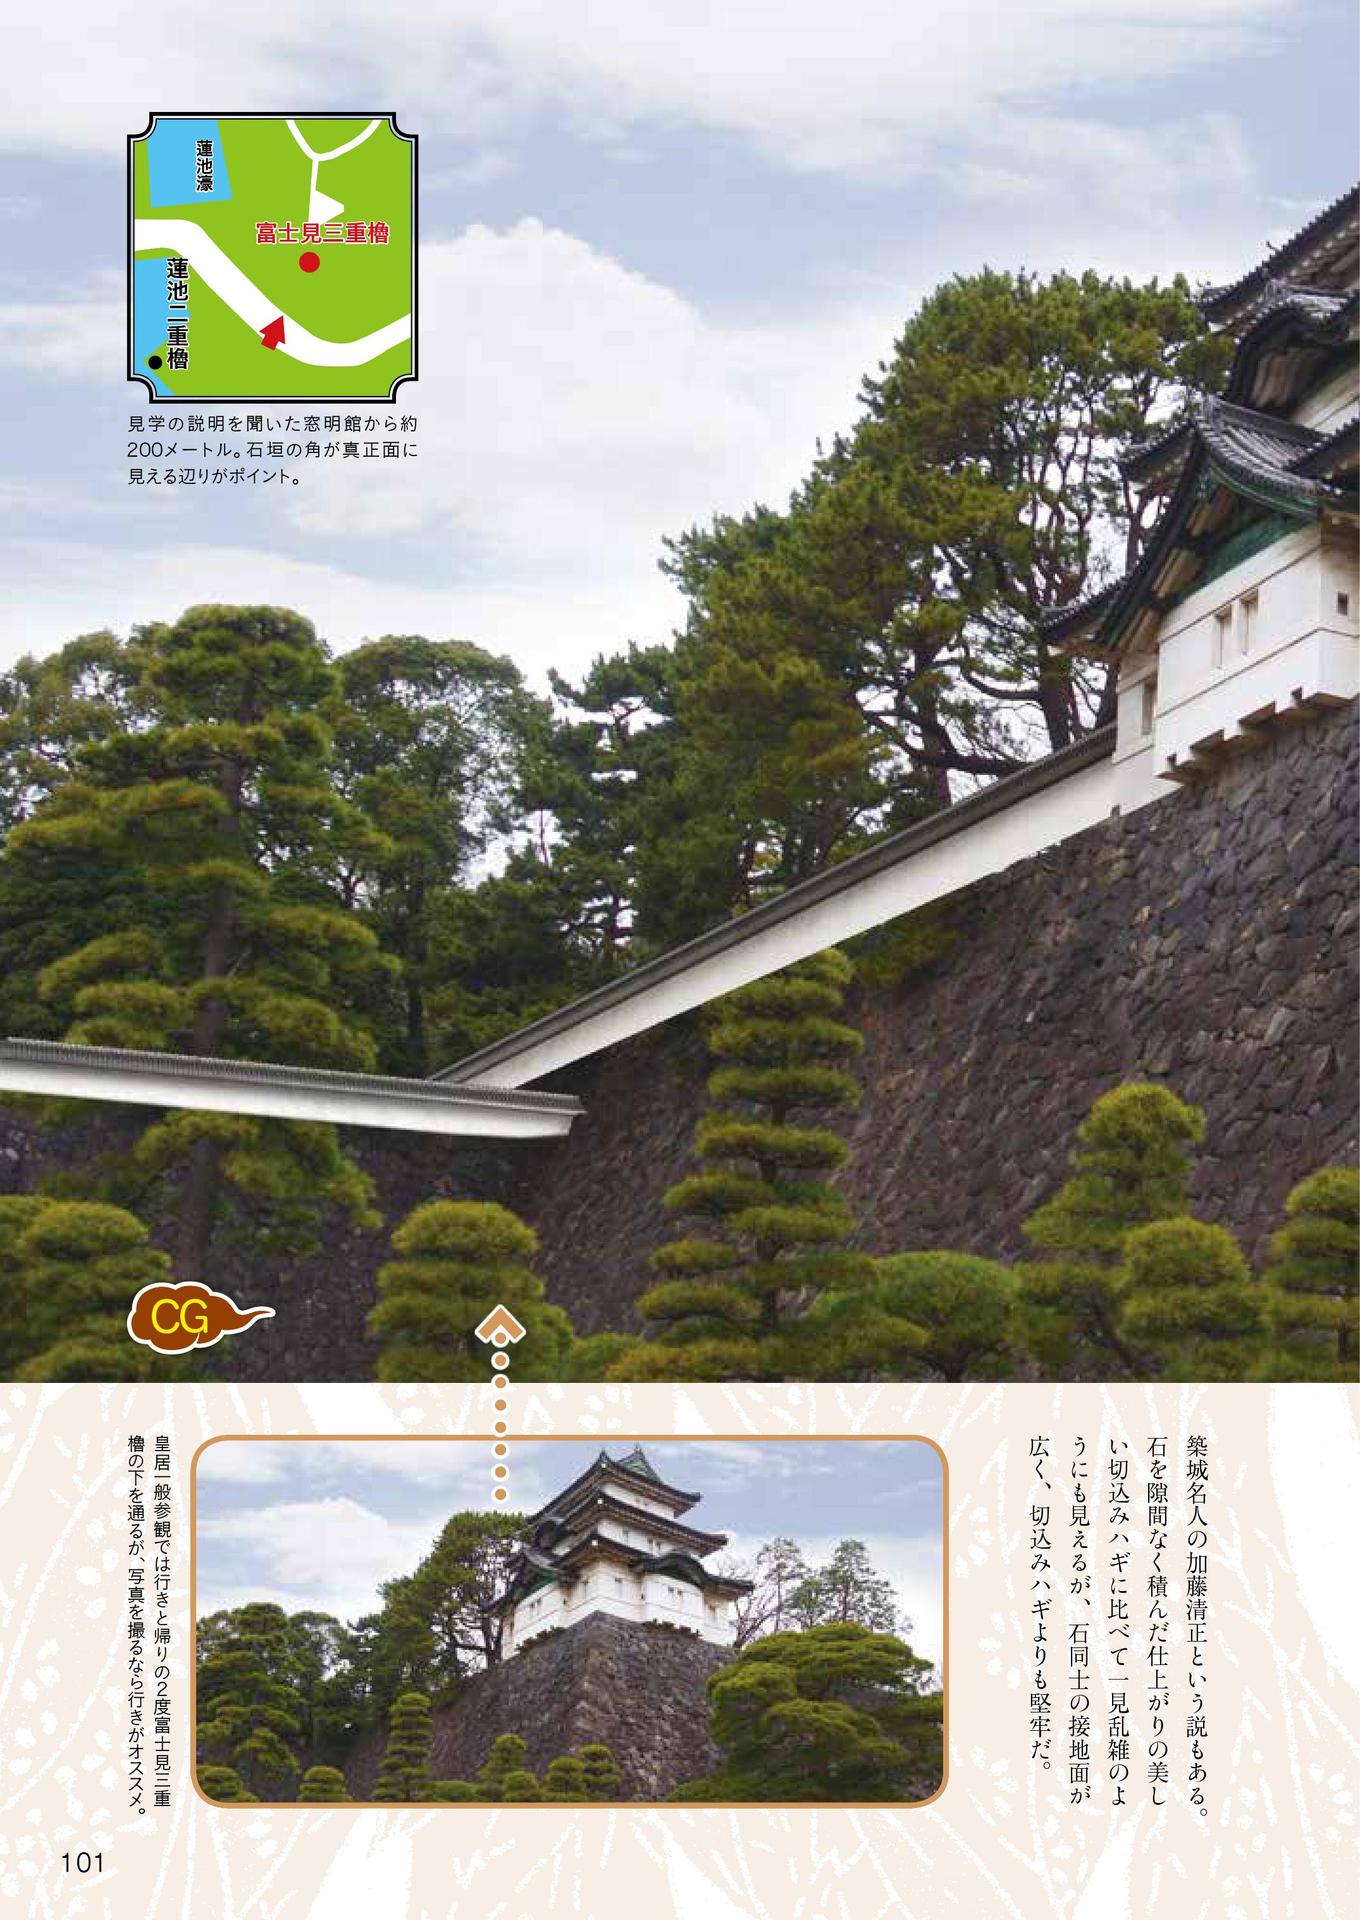 蓮池濠
富士見三重櫓
蓮池二重櫓
見学の説明を聞いた窓明館から約
200メートル。石垣の角が真正面に
見える辺りがポイント。
CG
築城名人の加藤清正という説もある。
石を隙間なく積んだ仕上がりの美し
い切込みハギに比べて一見乱雑のよ
うにも見えるが、石同士の接地面が
広く、切込みハギよりも堅牢だ。
皇居一般参観では行きと帰りの2度富士見三重
櫓の下を通るが、写真を撮るなら行きがオススメ。
101